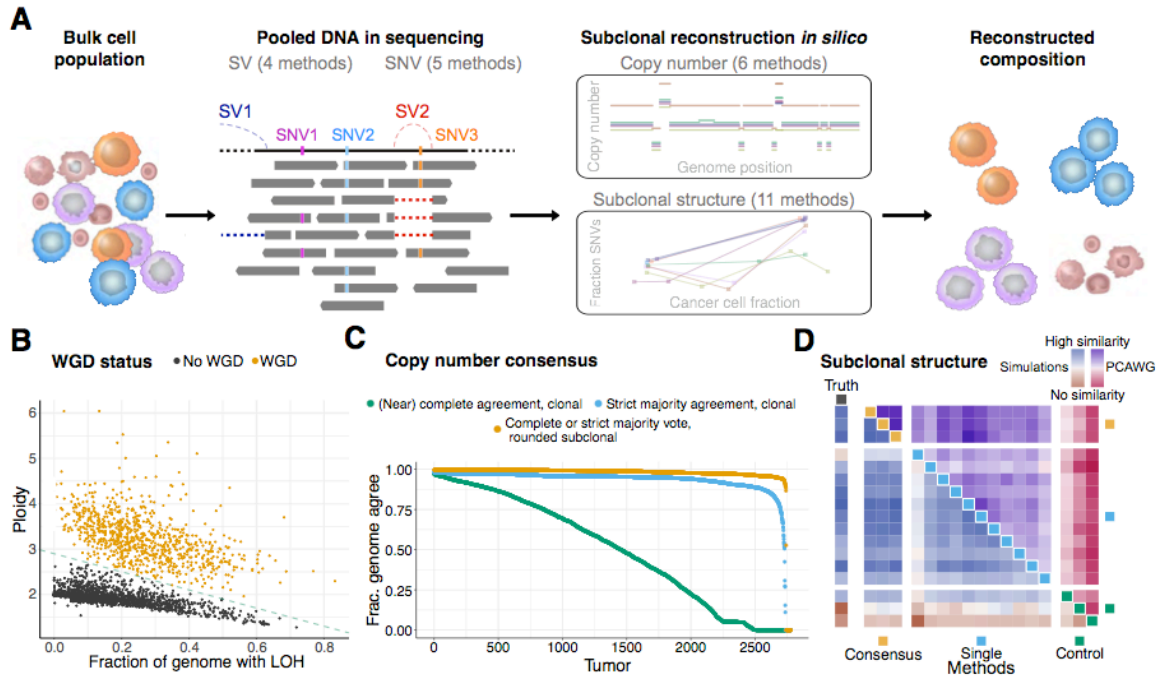 A
Bulk cell
population
Pooled DNA in sequencing
SV (4 methods) SNV (5 methods)
SV1
SNV1
SNV2
SV2
SNV3
Subclonal reconstruction in silico
Copy number (6 methods)
Copy number
Genome position
Subclonal structure (11 methods)
Fraction SNVs
Cancer cell fraction
Reconstructed
composition
B
WGD status
No WGD
WGD
Ploidy
6
5
4
3
2
0.0 0.2 0.4 0.6 0.8
Fraction of genome with LOH
C
Copy number consensus
(Near) complete agreement, clonal
Strict majority agreement, clonal
Complete or strict majority vote,
rounded subclonal
Frac. genome agree
1.00
0.75
0.50
0.25
0.00
0 500 1000 1500 2000 2500
Tumor
D
Subclonal structure
High similarity
Simulations
PCAWG
No similarity
Truth
Consensus
Single
Methods
Control